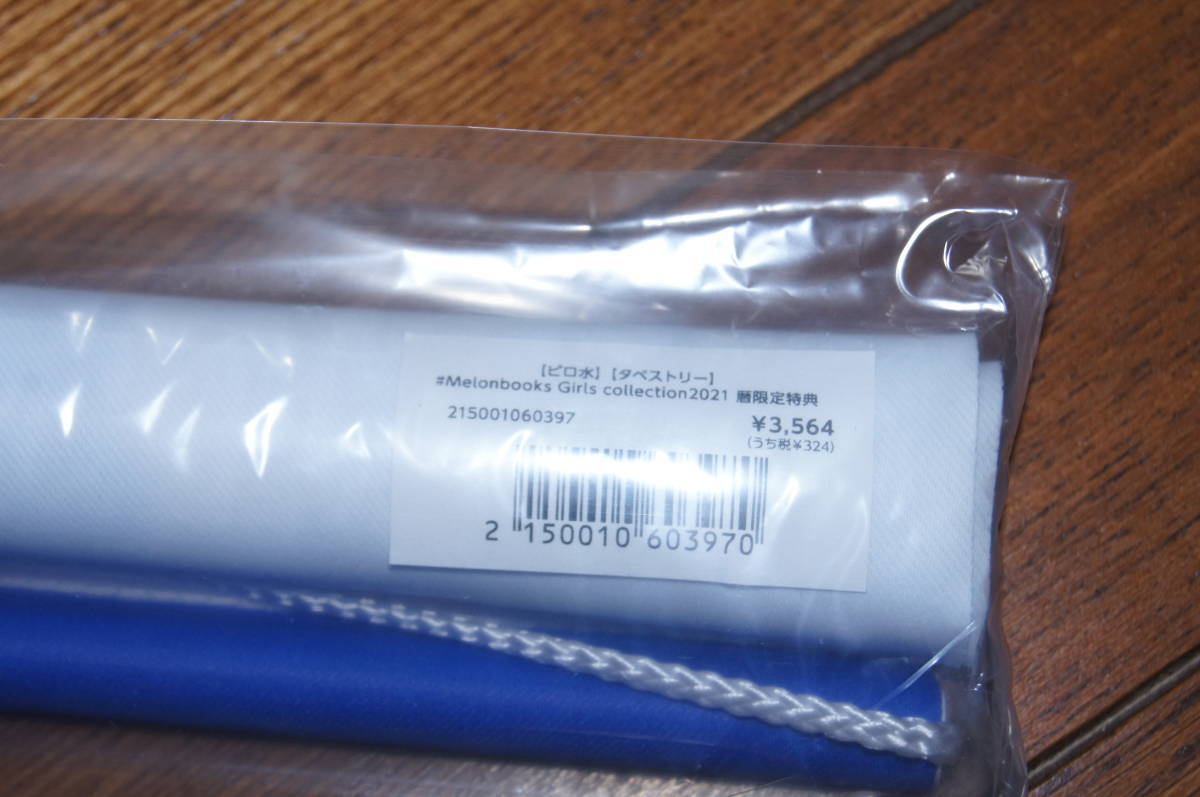 【ピロ水】【タペストリー】
#Melonbooks Girls collection2021 暦限定特典
215001060397
¥3,564
(うち税¥324)
2 150010 603970